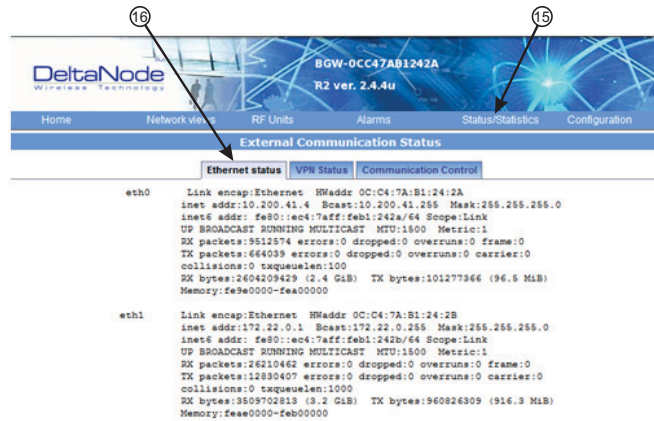 16 15
DeltaNode
Wireless Technology
BGW-0CC47AB1242A
R2 ver. 2.4.4u
Home Network views RF Units Alarms Status/Statistics Configuration
External Communication Status
Ethernet status VPN Status Communication Control
eth0 Link encap:Ethernet HWaddr 0C:C4:7A:B1:24:2A
inet addr:10.200.41.4 Bcast:10.200.41.255 Mask:255.255.255.0
inet6 addr: fe80::ec4:7aff:feb1:242a/64 Scope:Link
UP BROADCAST RUNNING MULTICAST MTU:1500 Metric:1
RX packets:9512574 errors:0 dropped:0 overruns:0 frame:0
TX packets:664039 errors:0 dropped:0 overruns:0 carrier:0
collisions:0 txqueuelen:100
RX bytes:2604209429 (2.4 GiB) TX bytes:101277366 (96.5 MiB)
Memory:fe9e0000-fea00000
eth1 Link encap:Ethernet HWaddr 0C:C4:7A:B1:24:2B
inet addr:172.22.0.1 Bcast:172.22.0.255 Mask:255.255.255.0
inet6 addr: fe80::ec4:7aff:feb1:242b/64 Scope:Link
UP BROADCAST RUNNING MULTICAST MTU:1500 Metric:1
RX packets:26210462 errors:0 dropped:0 overruns:0 frame:0
TX packets:12830407 errors:0 dropped:0 overruns:0 carrier:0
collisions:0 txqueuelen:1000
RX bytes:3509702813 (3.2 GiB) TX bytes:960826309 (916.3 MiB)
Memory:feae0000-feb00000